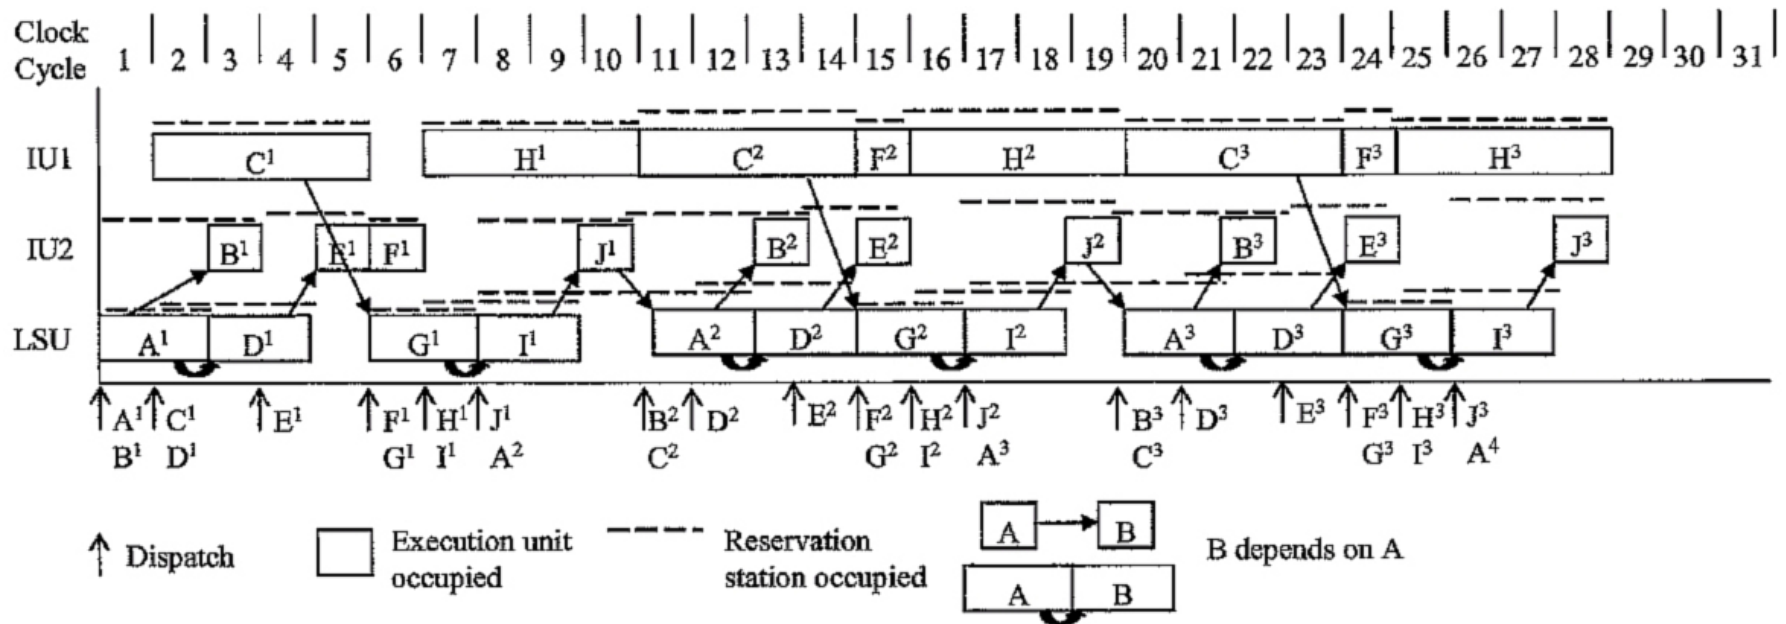 Clock
Cycle
1 2 3 4 5 6 7 8 9 10 11 12 13 14 15 16 17 18 19 20 21 22 23 24 25 26 27 28 29 30 31
IU1 C¹ H¹ C² F² H² C³ F³ H³
IU2 B¹ E¹ F¹ J¹ B² E² J² B³ E³ J³
LSU A¹ D¹ G¹ I¹ A² D² G² I² A³ D³ G³ I³
A¹ C¹ E¹ F¹ H¹ J¹ B² D² E² F² H² J² B³ D³ E³ F³ H³ J³
B¹ D¹ G¹ I¹ A² C² G² I² A³ C³ G³ I³ A⁴
Dispatch
Execution unit
occupied
Reservation
station occupied
A B
A B
B depends on A